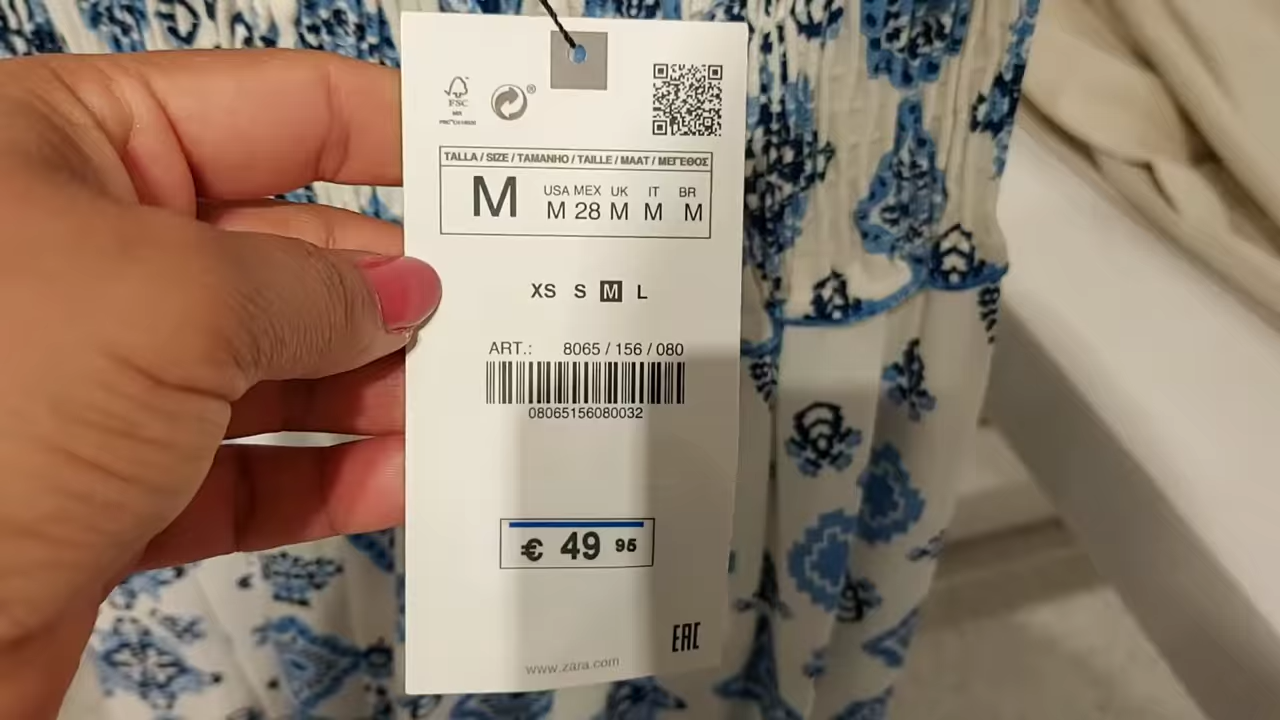 FSC
MIX
®
TALLA / SIZE / TAMANHO / TAILLE / MAAT / ΜΕΓΕΘΟΣ
M
USA MEX UK IT BR
M 28 M M M
XS S M L
ART.: 8065 / 156 / 080
08065156080032
€ 49 95
EAC
www.zara.com